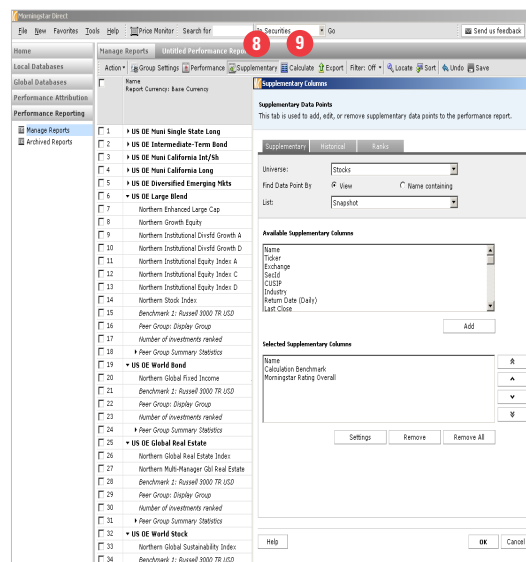 Morningstar Direct
File New Favorites Tools Help Price Monitor Search for in Securities Go Send us feedback
8 9
Home
Local Databases
Global Databases
Performance Attribution
Performance Reporting
Manage Reports
Archived Reports
Manage Reports Untitled Performance Report
Action Group Settings Performance Supplementary Calculate Export Filter: Off Locate Sort Undo Save
Name
Report Currency: Base Currency
1 US OE Muni Single State Long
2 US OE Intermediate-Term Bond
3 US OE Muni California Int/Sh
4 US OE Muni California Long
5 US OE Diversified Emerging Mkts
6 US OE Large Blend
7 Northern Enhanced Large Cap
8 Northern Growth Equity
9 Northern Institutional Divsfd Growth A
10 Northern Institutional Divsfd Growth D
11 Northern Institutional Equity Index A
12 Northern Institutional Equity Index C
13 Northern Institutional Equity Index D
14 Northern Stock Index
15 Benchmark 1: Russell 3000 TR USD
16 Peer Group: Display Group
17 Number of investments ranked
18 Peer Group Summary Statistics
19 US OE World Bond
20 Northern Global Fixed Income
21 Benchmark 1: Russell 3000 TR USD
22 Peer Group: Display Group
23 Number of investments ranked
24 Peer Group Summary Statistics
25 US OE Global Real Estate
26 Northern Global Real Estate Index
27 Northern Multi-Manager Gbl Real Estate
28 Benchmark 1: Russell 3000 TR USD
29 Peer Group: Display Group
30 Number of investments ranked
31 Peer Group Summary Statistics
32 US OE World Stock
33 Northern Global Sustainability Index
34 Benchmark 1: Russell 3000 TR USD
Supplementary Columns
Supplementary Data Points
This tab is used to add, edit, or remove supplementary data points to the performance report.
Supplementary Historical Ranks
Universe: Stocks
Find Data Point By View Name containing
List: Snapshot
Available Supplementary Columns
Name
Ticker
Exchange
SecId
CUSIP
Industry
Return Date (Daily)
Last Close
Add
Selected Supplementary Columns
Name
Calculation Benchmark
Morningstar Rating Overall
Settings Remove Remove All
Help OK Cancel